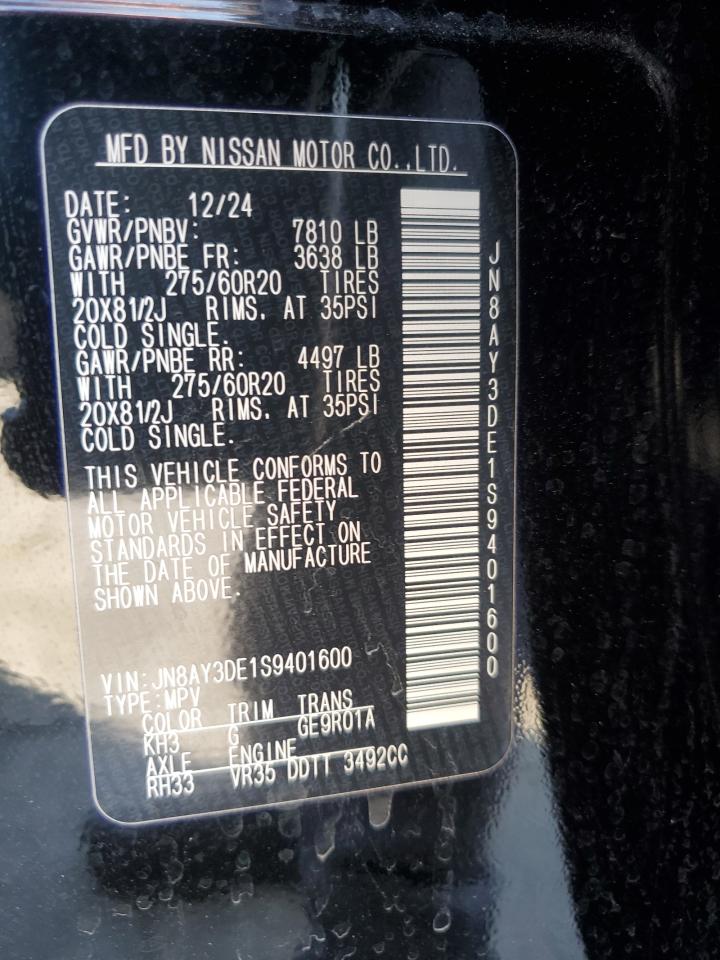 MFD BY NISSAN MOTOR CO.,LTD.
DATE: 12/24
GVWR/PNBV: 7810 LB
GAWR/PNBE FR: 3638 LB
WITH 275/60R20 TIRES
20X81/2J RIMS, AT 35PSI
COLD SINGLE.
GAWR/PNBE RR: 4497 LB
WITH 275/60R20 TIRES
20X81/2J RIMS, AT 35PSI
COLD SINGLE.
THIS VEHICLE CONFORMS TO
ALL APPLICABLE FEDERAL
MOTOR VEHICLE SAFETY
STANDARDS IN EFFECT ON
THE DATE OF MANUFACTURE
SHOWN ABOVE.
VIN:JN8AY3DE1S9401600
TYPE:MPV
COLOR TRIM TRANS
KH3 G GE9R01A
AXLE ENGINE
RH33 VR35 DDTT 3492CC
JN8AY3DE1S9401600